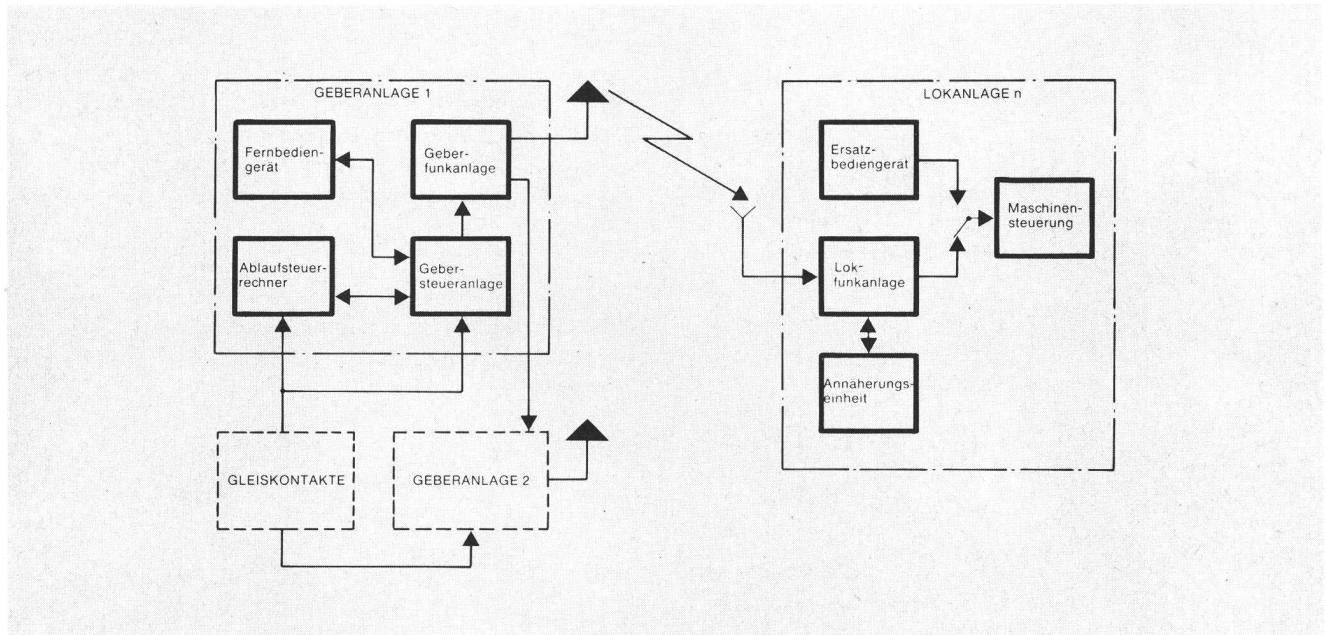 GEBERANLAGE 1
Fernbedien-
gerät
Geber-
funkanlage
Ablaufsteuer-
rechner
Geber-
steueranlage
GLEISKONTAKTE
GEBERANLAGE 2
LOKANLAGE n
Ersatz-
bediengerät
Maschinen-
steuerung
Lok-
funkanlage
Annäherungs-
einheit